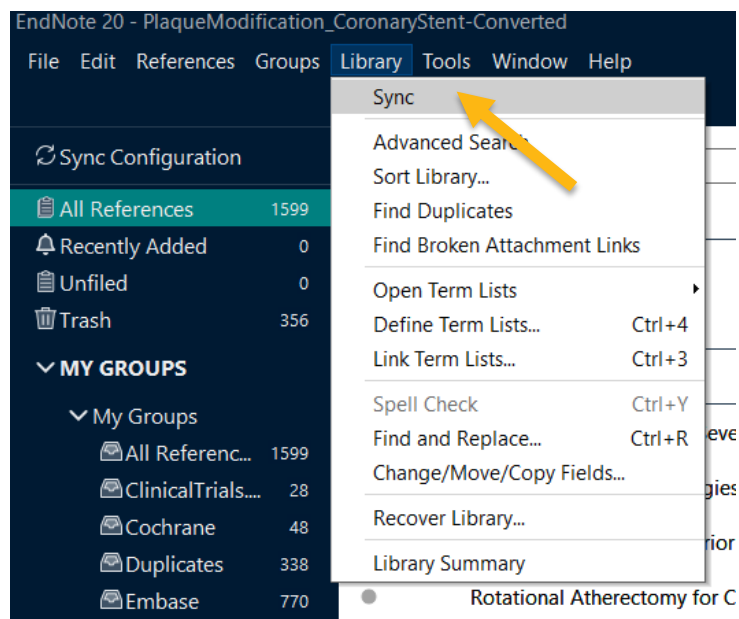 EndNote 20 - PlaqueModification_CoronaryStent-Converted
File Edit References Groups Library Tools Window Help
Sync
Advanced Search
Sort Library...
Find Duplicates
Find Broken Attachment Links
Open Term Lists
Define Term Lists... Ctrl+4
Link Term Lists... Ctrl+3
Spell Check Ctrl+Y
Find and Replace... Ctrl+R
Change/Move/Copy Fields...
Recover Library...
Library Summary
Sync Configuration
All References 1599
Recently Added 0
Unfiled 0
Trash 356
MY GROUPS
My Groups
All Referenc... 1599
ClinicalTrials.... 28
Cochrane 48
Duplicates 338
Embase 770
Rotational Atherectomy for C